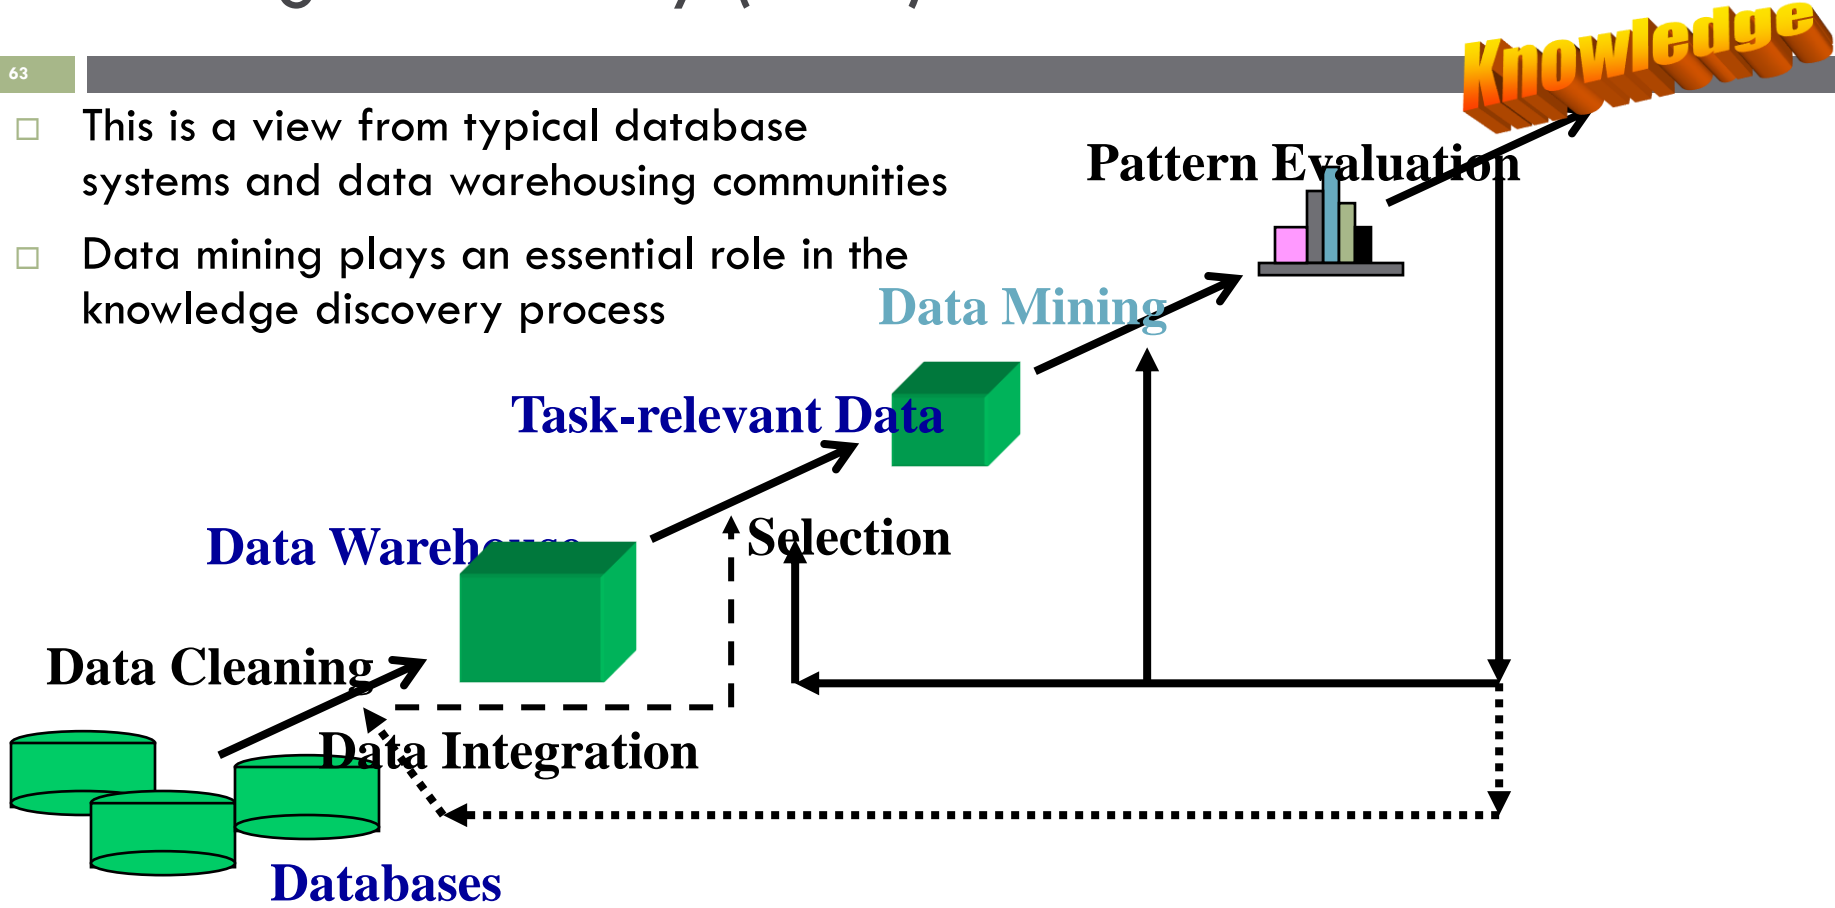 63
Knowledge
This is a view from typical database
systems and data warehousing communities
Data mining plays an essential role in the
knowledge discovery process
Pattern Evaluation
Data Mining
Task-relevant Data
Selection
Data Warehouse
Data Cleaning
Data Integration
Databases